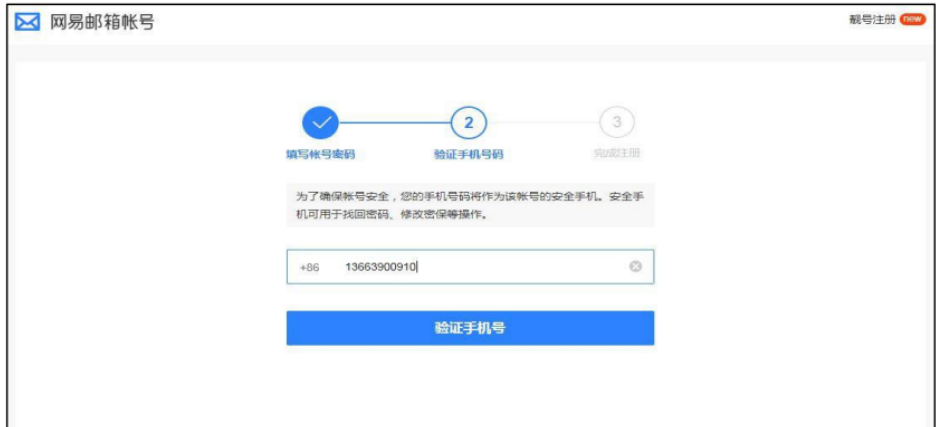 网易邮箱帐号
靓号注册 new
2
3
填写帐号密码
验证手机号码
完成注册
为了确保帐号安全，您的手机号码将作为该帐号的安全手机。安全手
机可用于找回密码、修改密保等操作。
+86 13663900910
验证手机号